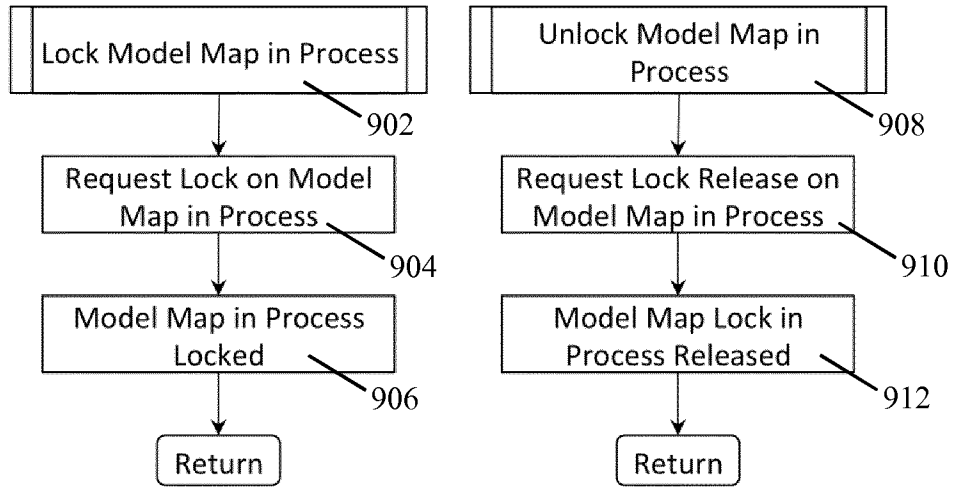 Lock Model Map in Process
902
Request Lock on Model
Map in Process
904
Model Map in Process
Locked
906
Return
Unlock Model Map in
Process
908
Request Lock Release on
Model Map in Process
910
Model Map Lock in
Process Released
912
Return